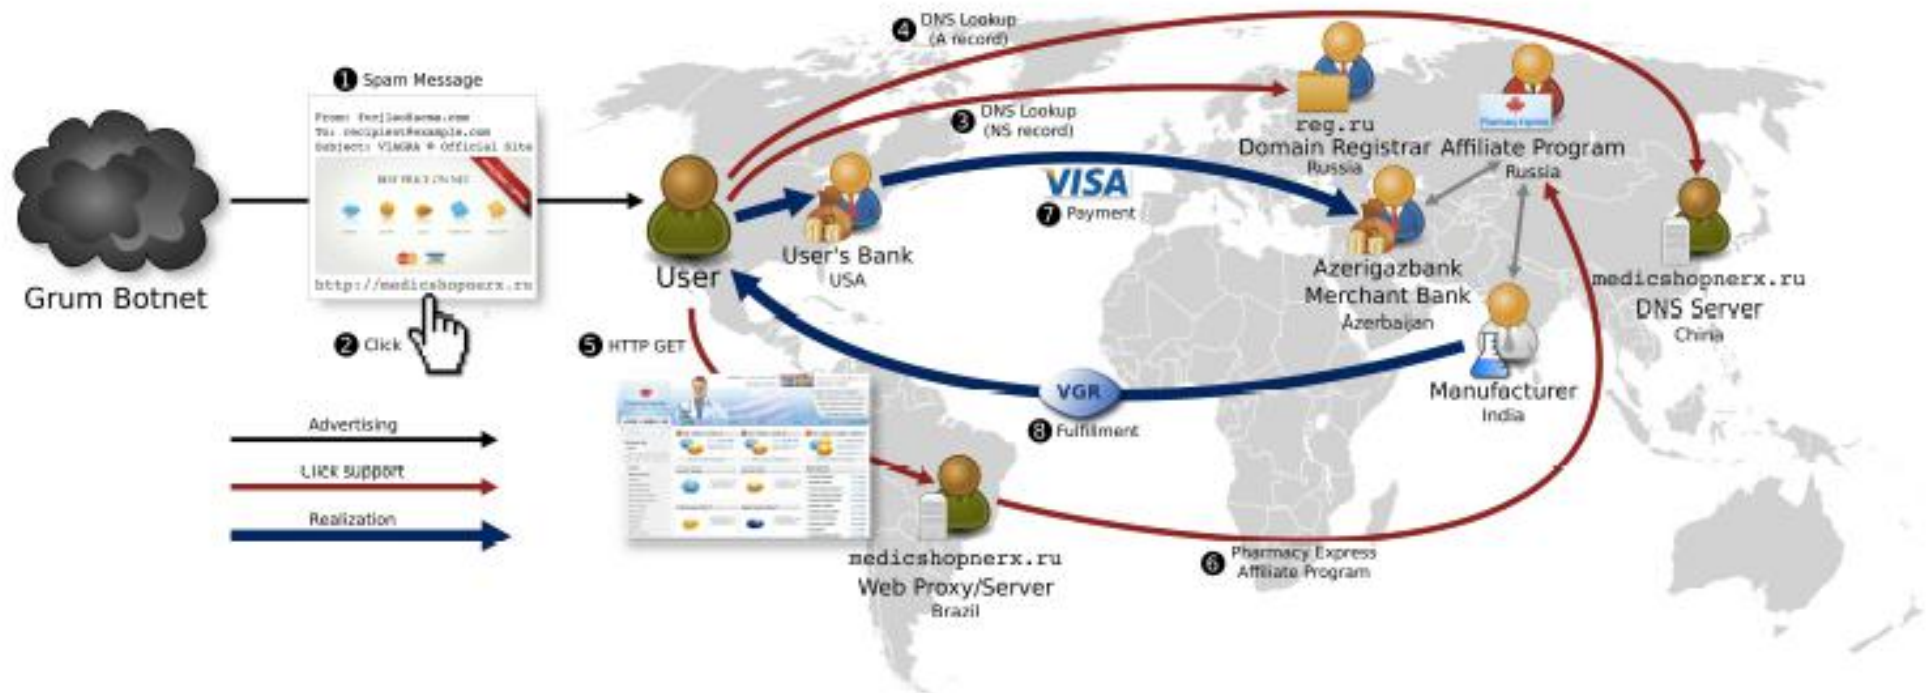 4 DNS Lookup
(A record)
1 Spam Message
To: recipient@example.com
Subject: VIAGRA ® Official Site
http://medicshopnerx.ru
2 Click
Grum Botnet
Advertising
Click support
Realization
3 DNS Lookup
(NS record)
User
User's Bank
USA
VISA
7 Payment
reg.ru
Domain Registrar
Russia
Pharmacy Express
Affiliate Program
Russia
Azerigazbank
Merchant Bank
Azerbaijan
medicshopnerx.ru
DNS Server
China
Manufacturer
India
VGR
8 Fulfillment
5 HTTP GET
medicshopnerx.ru
Web Proxy/Server
Brazil
6 Pharmacy Express
Affiliate Program